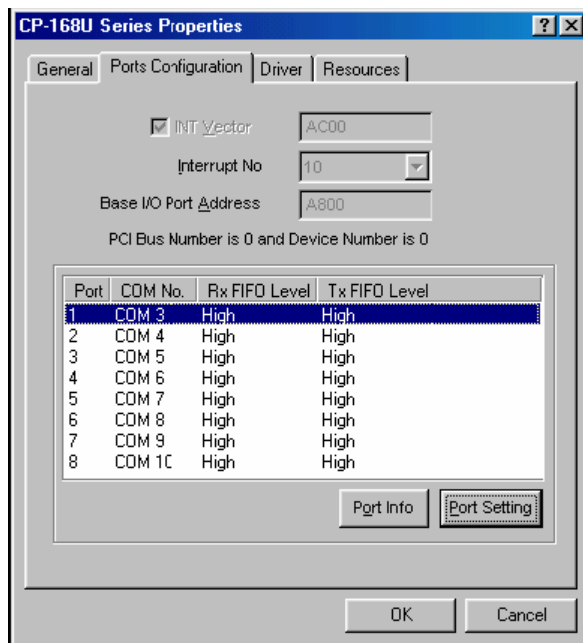 CP-168U Series Properties
General Ports Configuration Driver Resources
INT Vector AC00
Interrupt No 10
Base I/O Port Address A800
PCI Bus Number is 0 and Device Number is 0
Port COM No. Rx FIFO Level Tx FIFO Level
1 COM 3 High High
2 COM 4 High High
3 COM 5 High High
4 COM 6 High High
5 COM 7 High High
6 COM 8 High High
7 COM 9 High High
8 COM 10 High High
Port Info Port Setting
OK Cancel